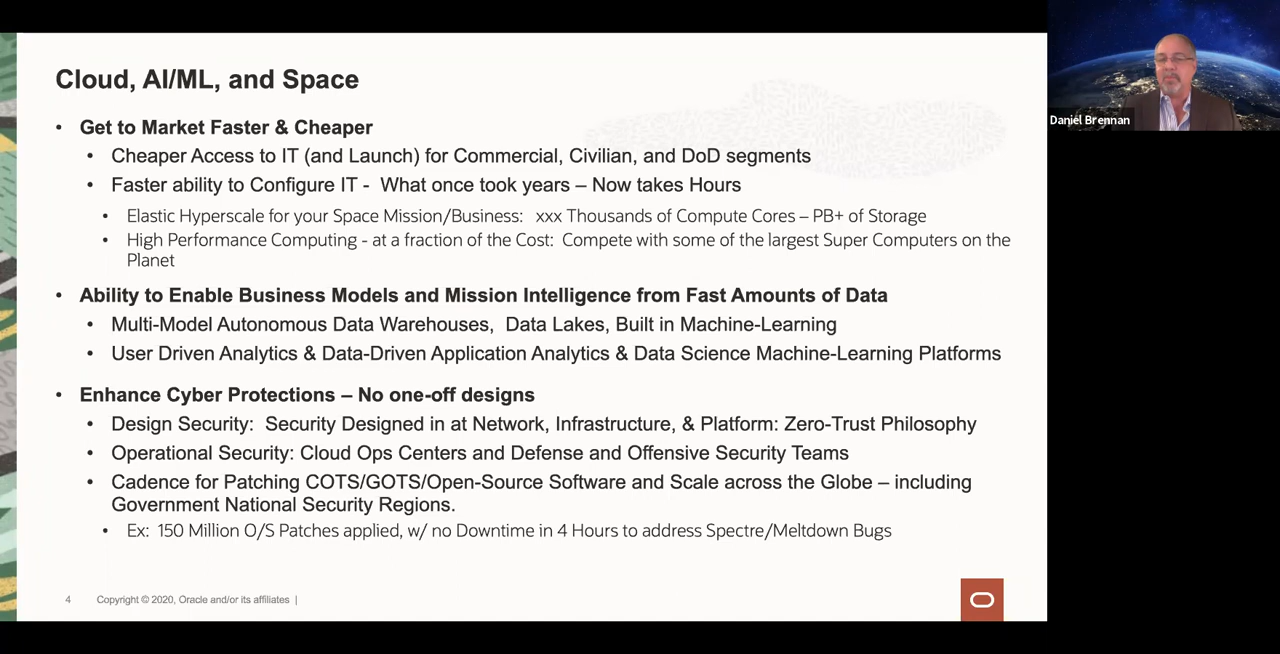 Cloud, AI/ML, and Space
• Get to Market Faster & Cheaper
• Cheaper Access to IT (and Launch) for Commercial, Civilian, and DoD segments
• Faster ability to Configure IT - What once took years – Now takes Hours
• Elastic Hyperscale for your Space Mission/Business: xxx Thousands of Compute Cores – PB+ of Storage
• High Performance Computing - at a fraction of the Cost: Compete with some of the largest Super Computers on the
Planet
• Ability to Enable Business Models and Mission Intelligence from Fast Amounts of Data
• Multi-Model Autonomous Data Warehouses, Data Lakes, Built in Machine-Learning
• User Driven Analytics & Data-Driven Application Analytics & Data Science Machine-Learning Platforms
• Enhance Cyber Protections – No one-off designs
• Design Security: Security Designed in at Network, Infrastructure, & Platform: Zero-Trust Philosophy
• Operational Security: Cloud Ops Centers and Defense and Offensive Security Teams
• Cadence for Patching COTS/GOTS/Open-Source Software and Scale across the Globe – including
Government National Security Regions.
• Ex: 150 Million O/S Patches applied, w/ no Downtime in 4 Hours to address Spectre/Meltdown Bugs
4 Copyright © 2020, Oracle and/or its affiliates |
Daniel Brennan